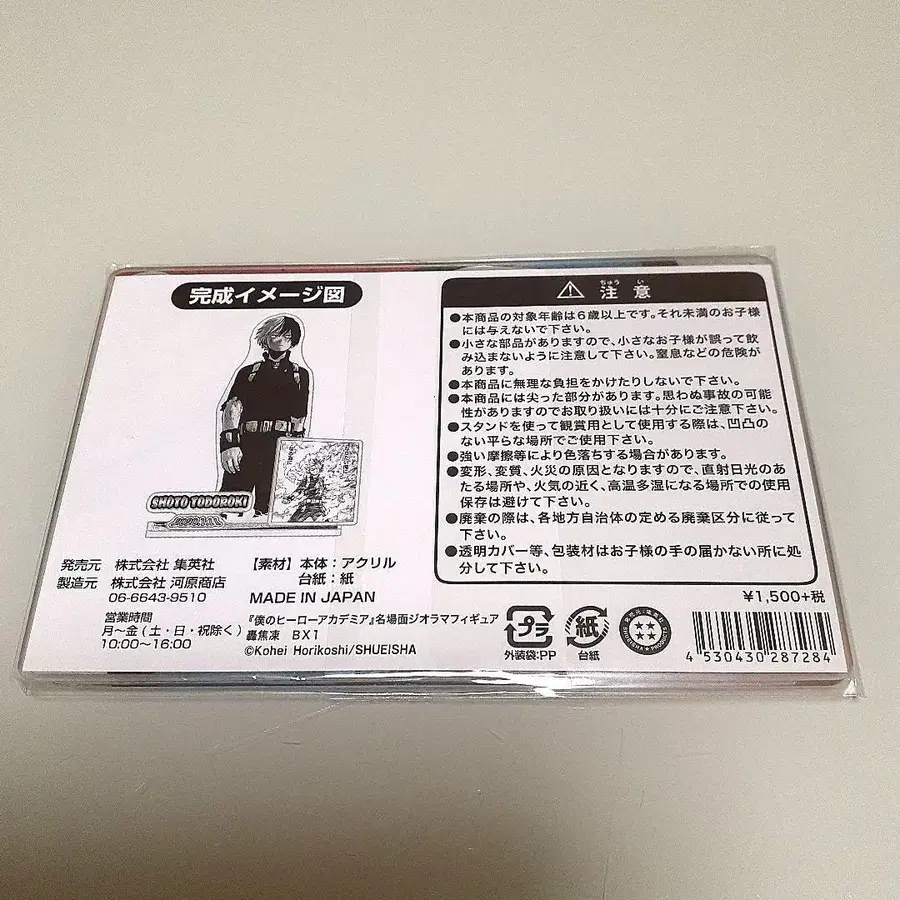 完成イメージ図
SHOTO TODOROKI
発売元 株式会社 集英社
製造元 株式会社 河原商店
06-6643-9510
営業時間
月～金(土・日・祝除く)
10:00～16:00
【素材】本体：アクリル
台紙：紙
MADE IN JAPAN
『僕のヒーローアカデミア』名場面ジオラマフィギュア
轟焦凍 BX1
©Kohei Horikoshi/SHUEISHA
ちゅう い
注 意
●本商品の対象年齢は6歳以上です。それ未満のお子様
には与えないで下さい。
●小さな部品がありますので、小さなお子様が誤って飲
み込まないように注意して下さい。窒息などの危険が
あります。
●本商品に無理な負担をかけたりしないで下さい。
●本商品には尖った部分があります。思わぬ事故の可能
性がありますのでお取り扱いには十分にご注意下さい。
●スタンドを使って観賞用として使用する際は、凹凸の
ない平らな場所でご使用下さい。
●強い摩擦等により色落ちする場合があります。
●変形、変質、火災の原因となりますので、直射日光のあ
たる場所や、火気の近く、高温多湿になる場所での使用
保存は避けて下さい。
●廃棄の際は、各地方自治体の定める廃棄区分に従って
下さい。
●透明カバー等、包装材はお子様の手の届かない所に処
分して下さい。
¥1,500+税
プラ
外装袋:PP
紙
台紙
4 530430 287284